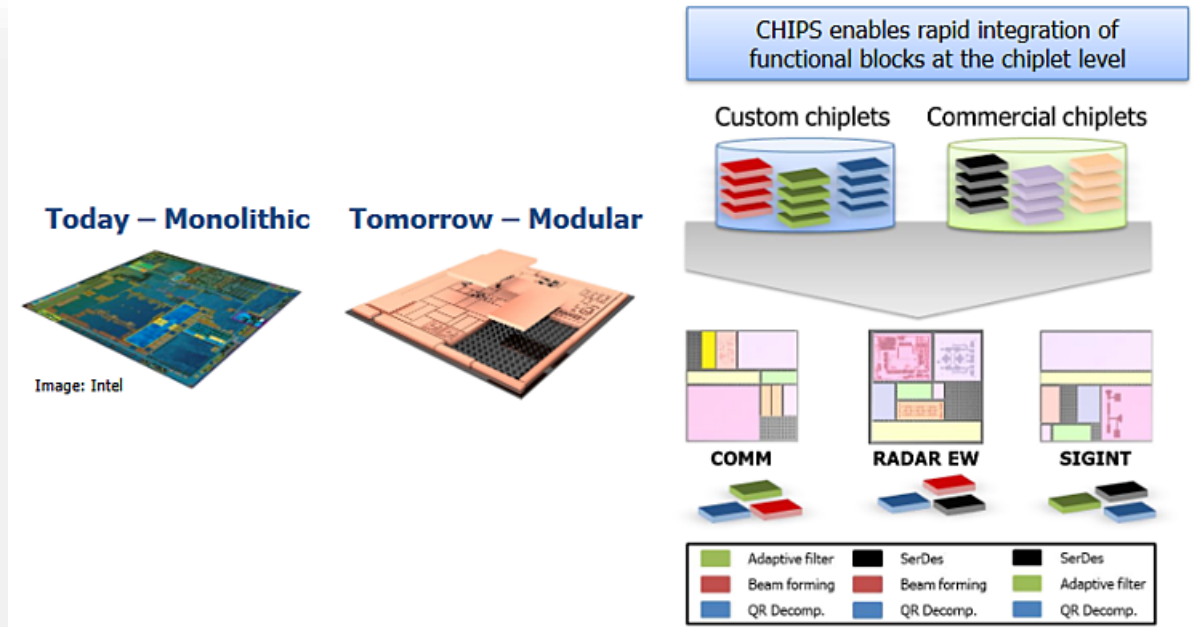 CHIPS enables rapid integration of
functional blocks at the chiplet level
Custom chiplets
Commercial chiplets
Today – Monolithic
Tomorrow – Modular
Image: Intel
COMM
RADAR EW
SIGINT
Adaptive filter
SerDes
SerDes
Beam forming
Beam forming
Adaptive filter
QR Decomp.
QR Decomp.
QR Decomp.